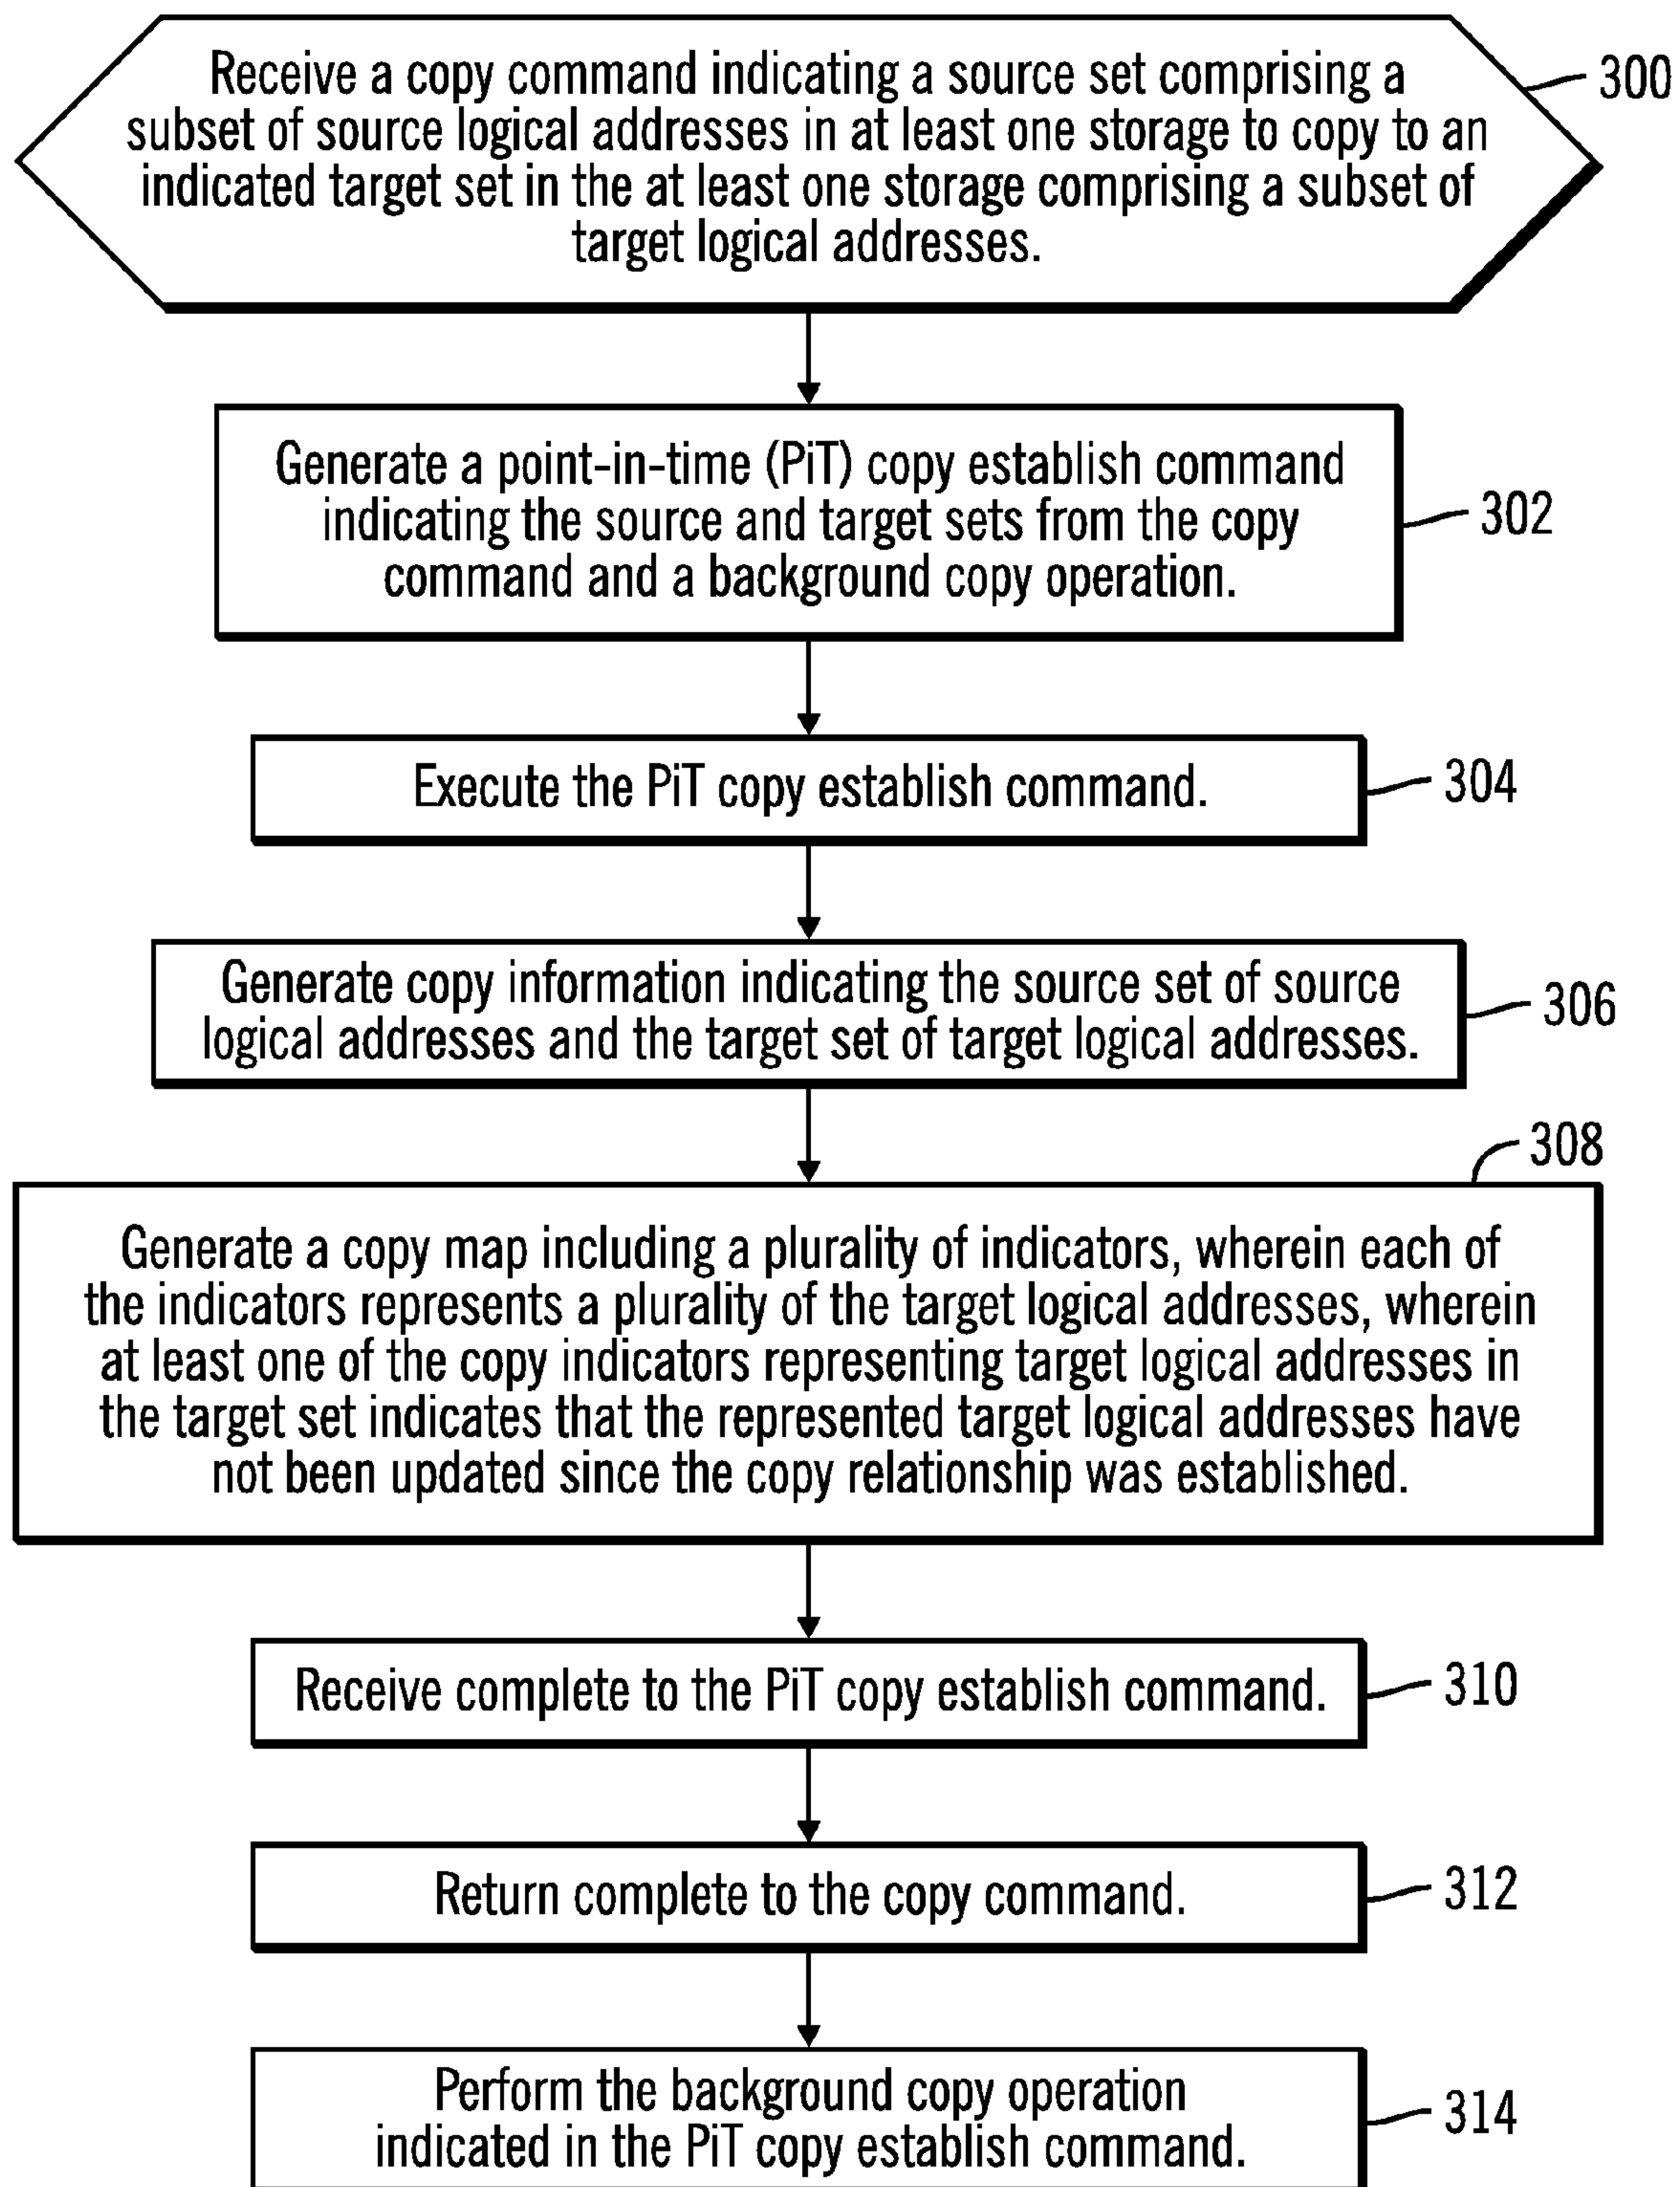 Receive a copy command indicating a source set comprising a
subset of source logical addresses in at least one storage to copy to an
indicated target set in the at least one storage comprising a subset of
target logical addresses.
300
Generate a point-in-time (PiT) copy establish command
indicating the source and target sets from the copy
command and a background copy operation.
302
Execute the PiT copy establish command.
304
Generate copy information indicating the source set of source
logical addresses and the target set of target logical addresses.
306
308
Generate a copy map including a plurality of indicators, wherein each of
the indicators represents a plurality of the target logical addresses, wherein
at least one of the copy indicators representing target logical addresses in
the target set indicates that the represented target logical addresses have
not been updated since the copy relationship was established.
Receive complete to the PiT copy establish command.
310
Return complete to the copy command.
312
Perform the background copy operation
indicated in the PiT copy establish command.
314